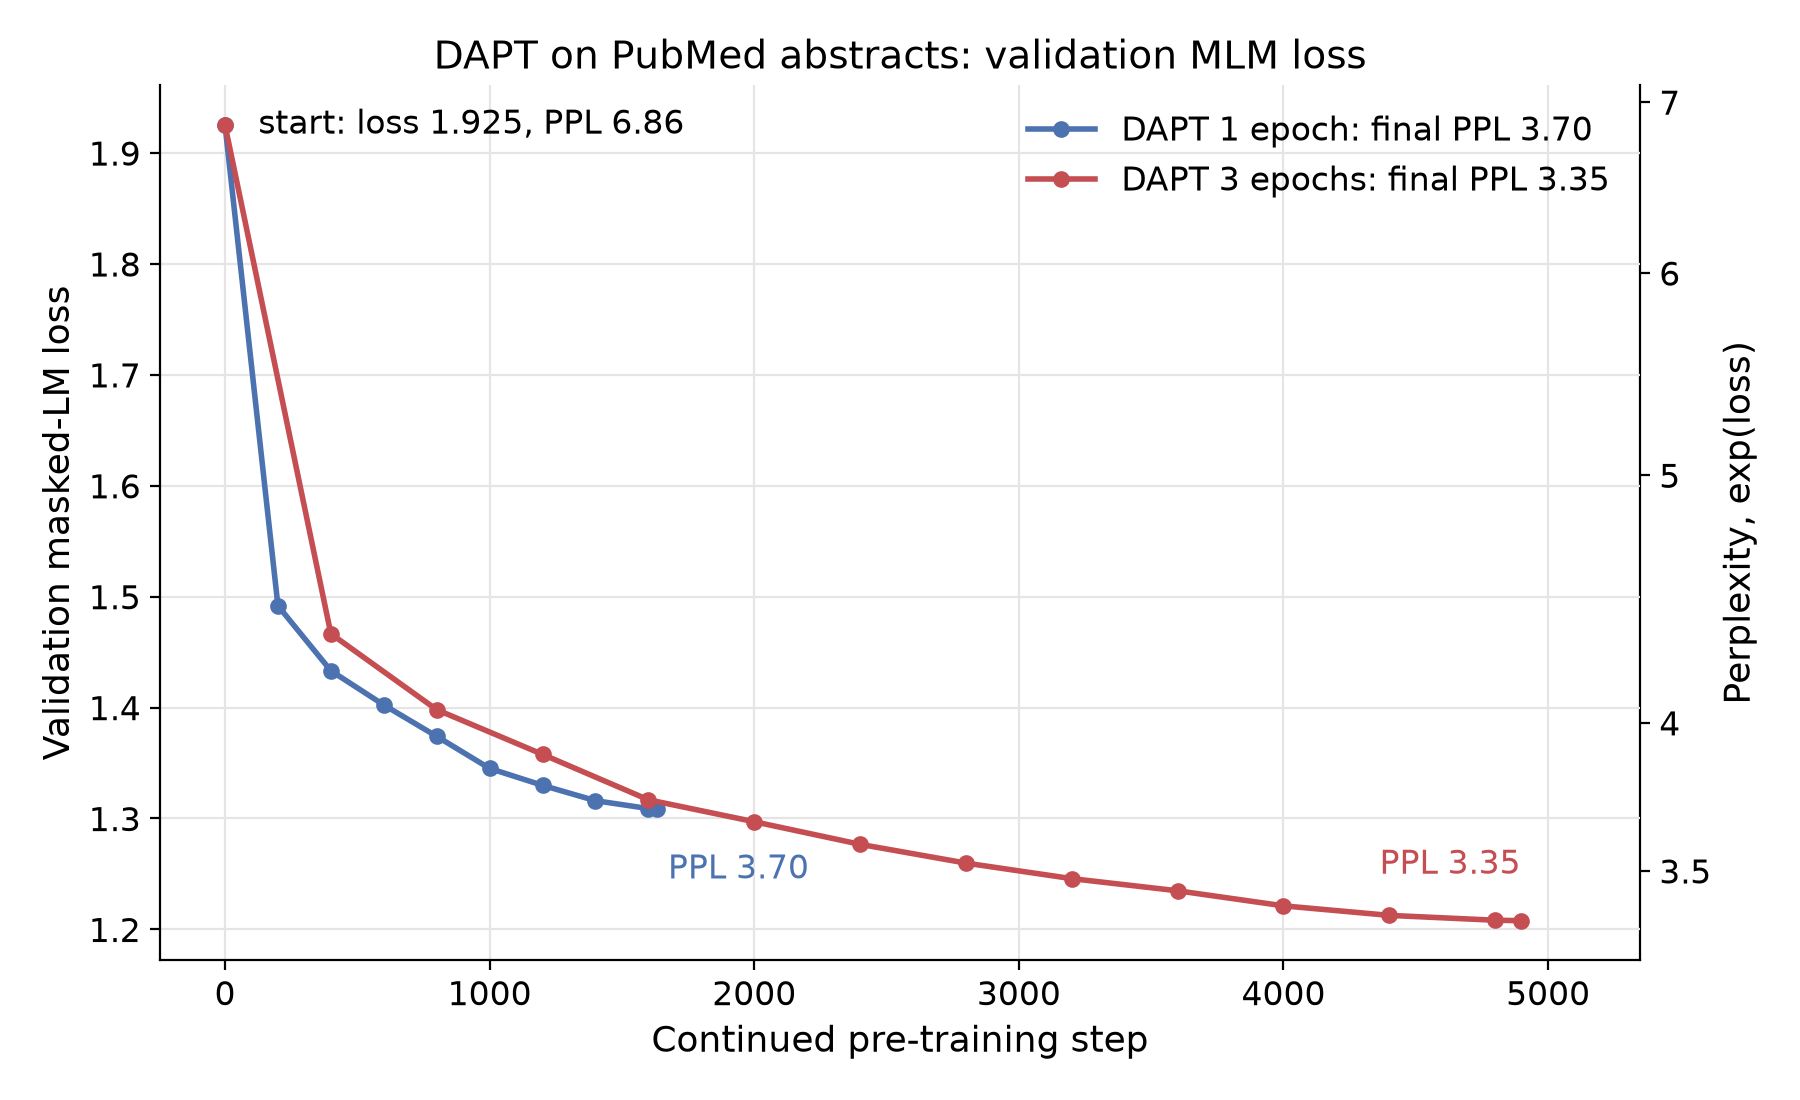 DAPT on PubMed abstracts: validation MLM loss
start: loss 1.925, PPL 6.86
DAPT 1 epoch: final PPL 3.70
DAPT 3 epochs: final PPL 3.35
Validation masked-LM loss
1.9
1.8
1.7
1.6
1.5
1.4
1.3
1.2
7
6
5
4
3.5
Perplexity, exp(loss)
PPL 3.70
PPL 3.35
0
1000
2000
3000
4000
5000
Continued pre-training step